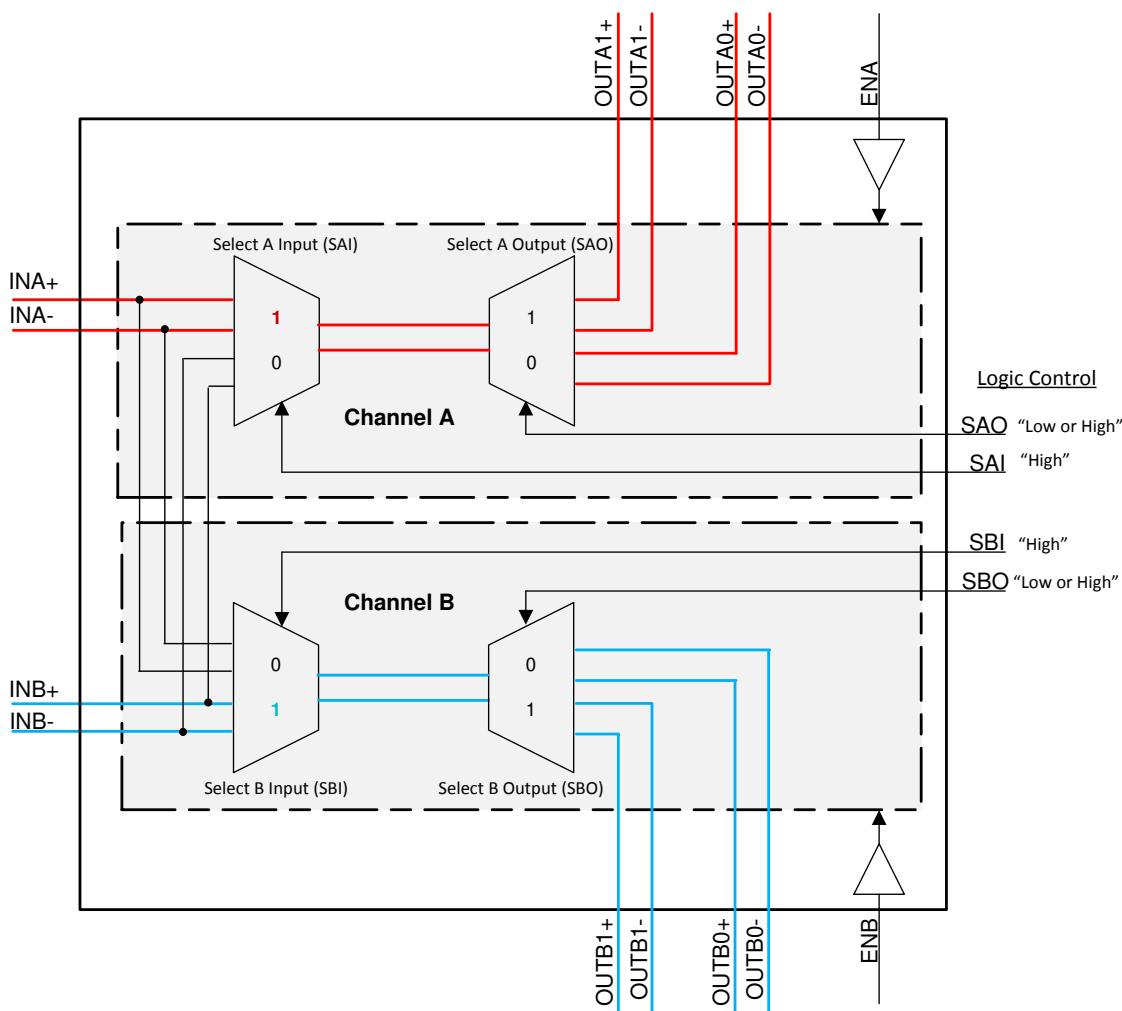 OUTA1+
OUTA1-
OUTA0+
OUTA0-
ENA
Select A Input (SAI)
Select A Output (SAO)
INA+
INA-
1
0
1
0
Channel A
Logic Control
SAO “Low or High”
SAI “High”
SBI “High”
SBO “Low or High”
Channel B
0
1
0
1
INB+
INB-
Select B Input (SBI)
Select B Output (SBO)
OUTB1+
OUTB1-
OUTB0+
OUTB0-
ENB